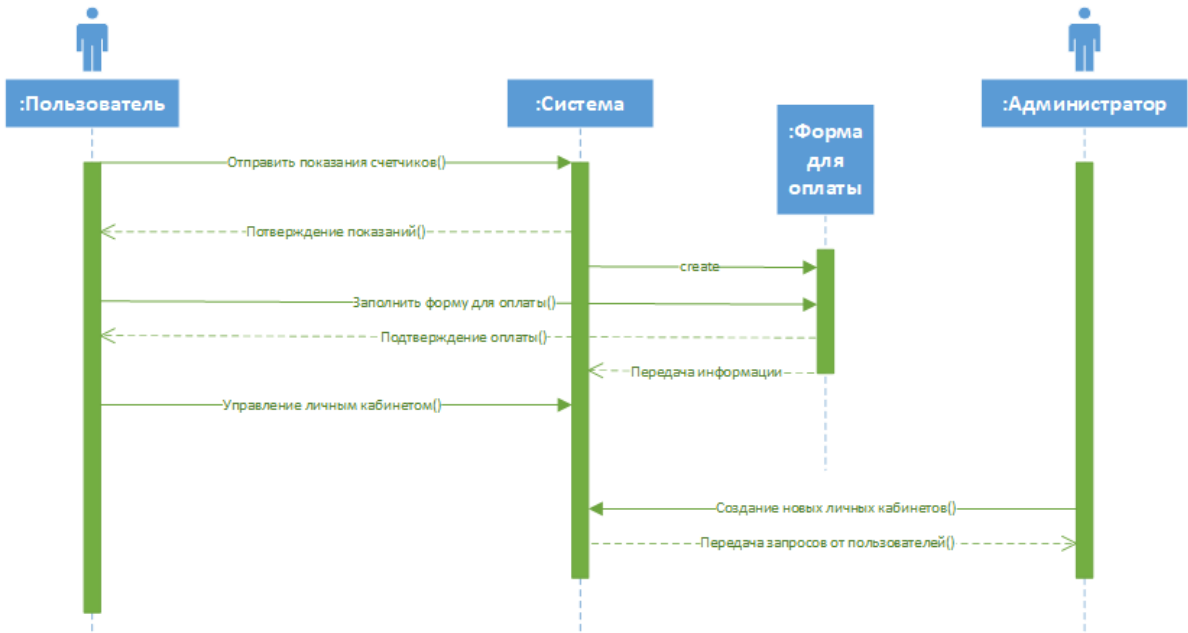 :Пользователь
:Система
:Администратор
:Форма
для
оплаты
Отправить показания счетчиков()
Потверждение показаний()
create
Заполнить форму для оплаты()
Подтверждение оплаты()
Передача информации
Управление личным кабинетом()
Создание новых личных кабинетов()
Передача запросов от пользователей()